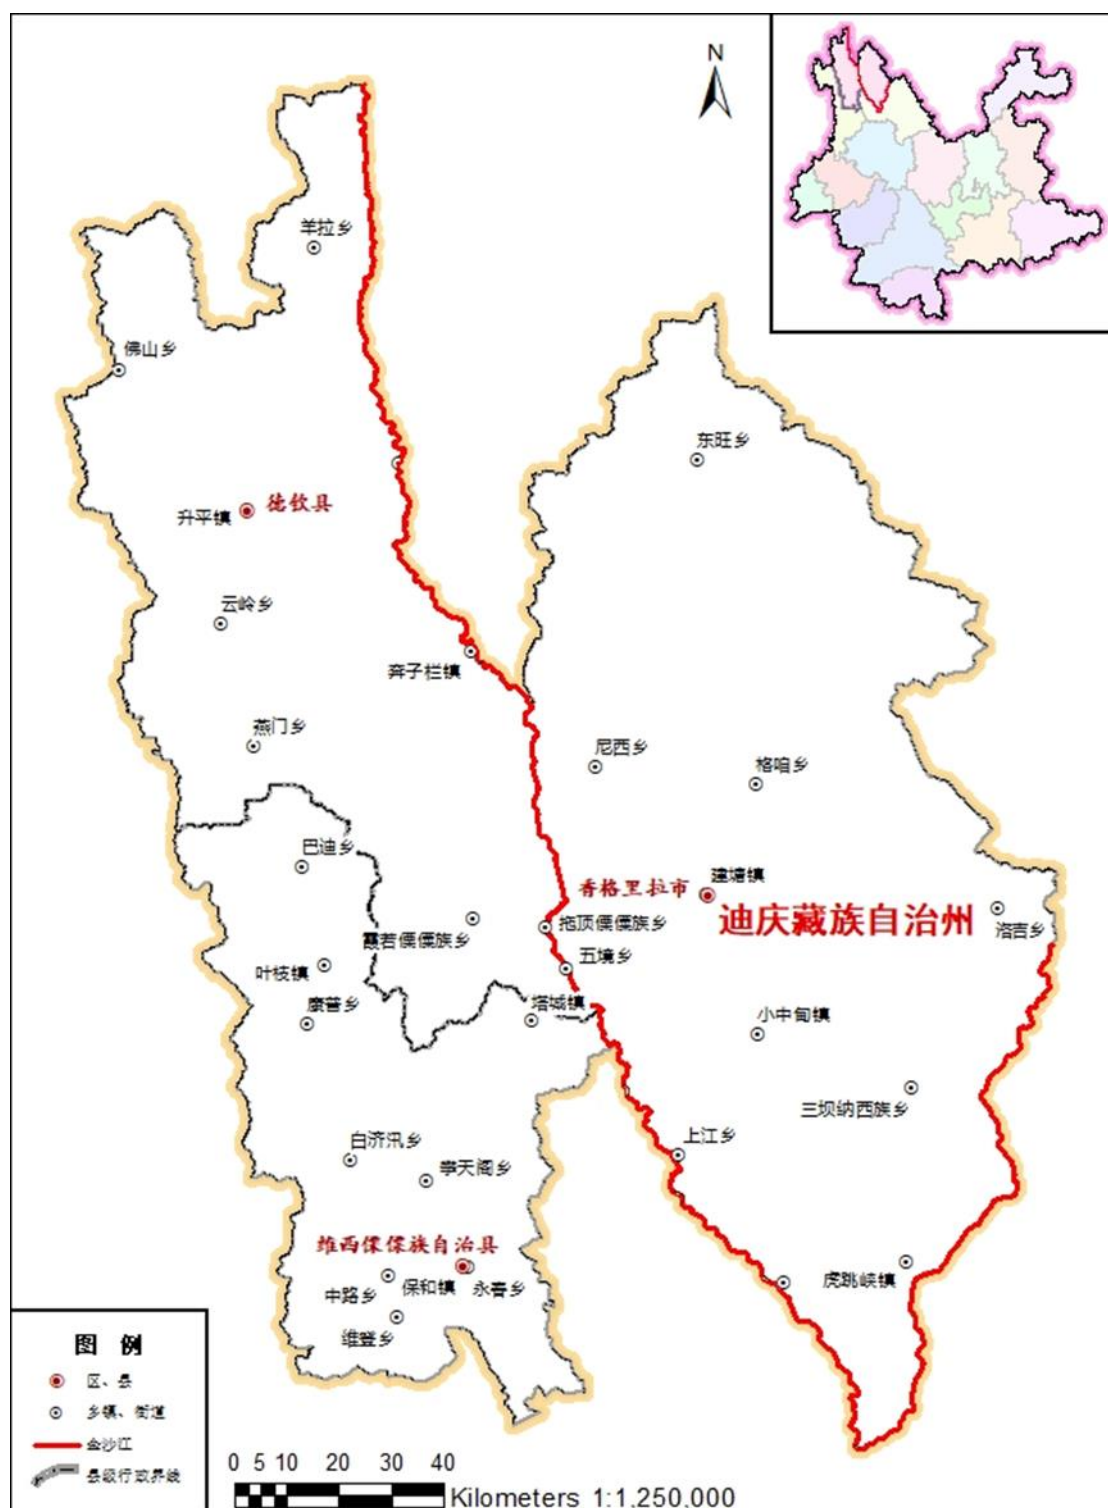 N
羊拉乡
佛山乡
东旺乡
升平镇
德钦县
云岭乡
奔子栏镇
燕门乡
尼西乡
格咱乡
巴迪乡
香格里拉市
建塘镇
迪庆藏族自治州
洛吉乡
霞若傈僳族乡
拖顶傈僳族乡
叶枝镇
五境乡
康普乡
塔城镇
小中甸镇
三坝纳西族乡
上江乡
白济汛乡
攀天阁乡
维西傈僳族自治县
中路乡
保和镇
永春乡
虎跳峡镇
维登乡
图 例
区、县
乡镇、街道
金沙江
县级行政界线
0 5 10 20 30 40
Kilometers 1:1,250,000